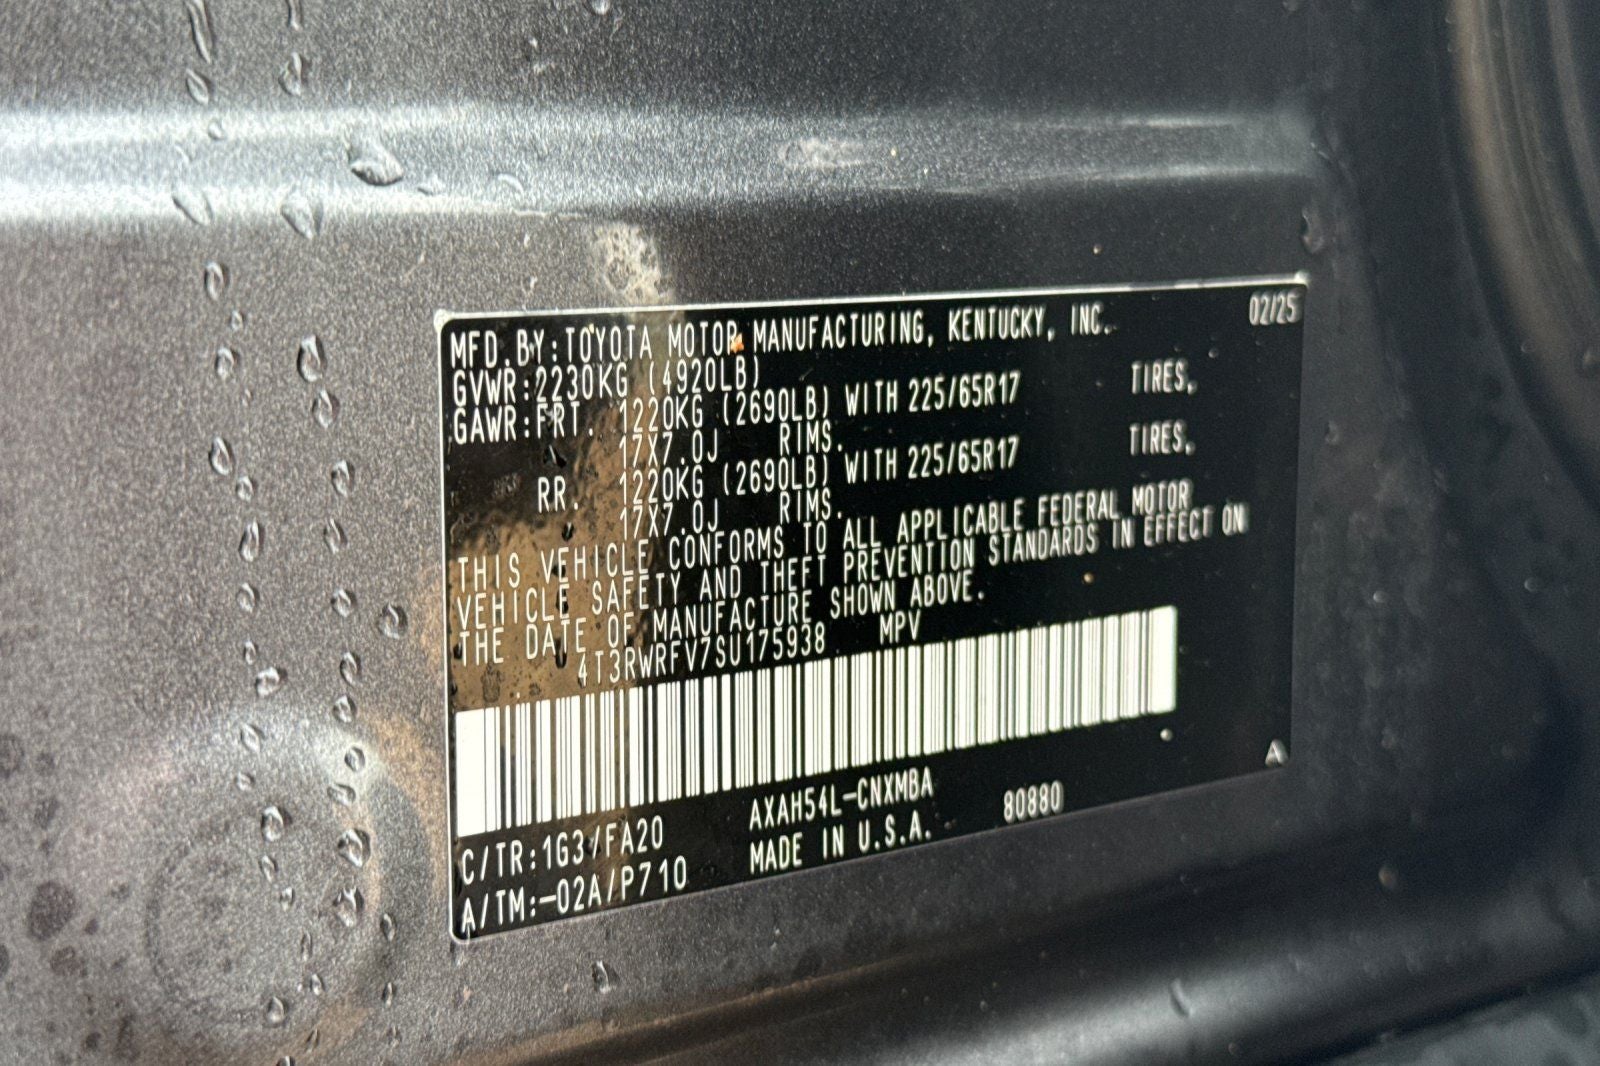 MFD.BY:TOYOTA MOTOR MANUFACTURING, KENTUCKY, INC. 02/25
GVWR:2230KG (4920LB)
GAWR:FRT. 1220KG (2690LB) WITH 225/65R17 TIRES,
17X7.0J RIMS.
RR. 1220KG (2690LB) WITH 225/65R17 TIRES,
17X7.0J RIMS.
THIS VEHICLE CONFORMS TO ALL APPLICABLE FEDERAL MOTOR
VEHICLE SAFETY AND THEFT PREVENTION STANDARDS IN EFFECT ON
THE DATE OF MANUFACTURE SHOWN ABOVE.
4T3RWRFV7SU175938 MPV
A
C/TR:1G3/FA20 AXAH54L-CNXMBA 80880
A/TM:-02A/P710 MADE IN U.S.A.